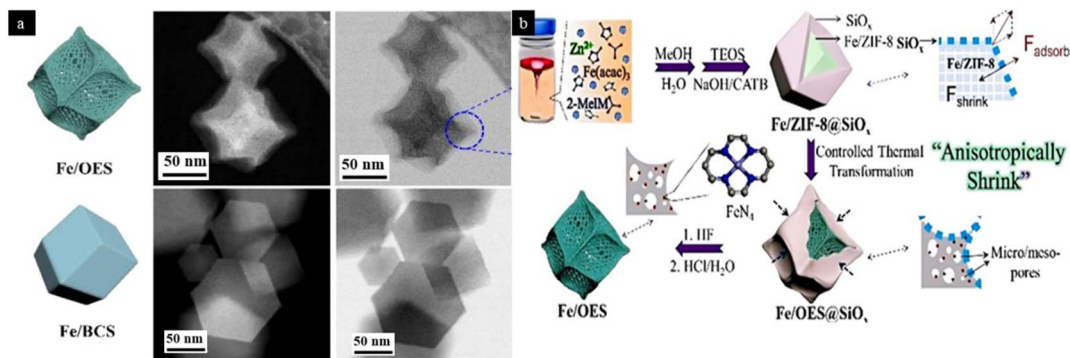 a
Fe/OES
50 nm
50 nm
Fe/BCS
50 nm
50 nm
b
Zn2+
Fe(acac)3
2-MeIM
MeOH
H2O
TEOS
NaOH/CATB
SiOx
Fe/ZIF-8
Fe/ZIF-8@SiOx
SiOx
Fe/ZIF-8
Fadsorb
Fshrink
Controlled Thermal
Transformation
“Anisotropically
Shrink”
FeN4
1. HF
2. HCl/H2O
Fe/OES
Fe/OES@SiOx
Micro/meso-
pores